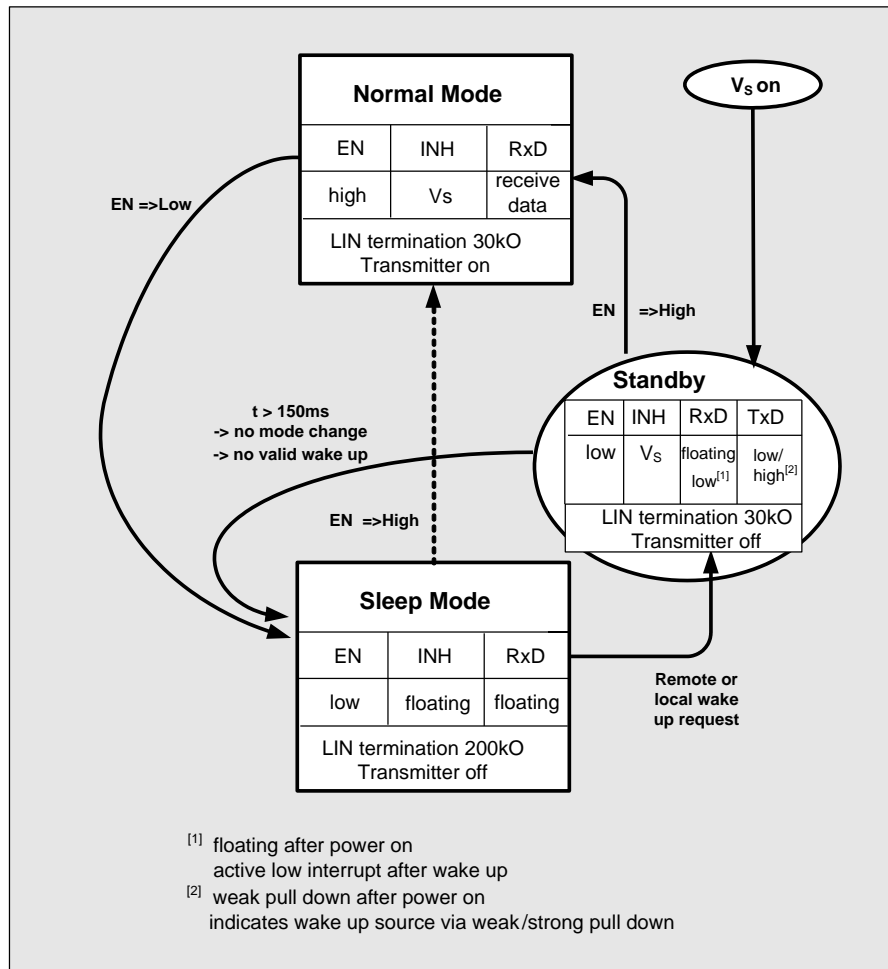 Normal Mode
EN INH RxD
high Vs receive data
LIN termination 30kO
Transmitter on
V_S on
EN =>Low
EN =>High
Standby
EN INH RxD TxD
low V_S floating low/
low[1] high[2]
LIN termination 30kO
Transmitter off
t > 150ms
-> no mode change
-> no valid wake up
EN =>High
Sleep Mode
EN INH RxD
low floating floating
LIN termination 200kO
Transmitter off
Remote or
local wake
up request
[1] floating after power on
active low interrupt after wake up
[2] weak pull down after power on
indicates wake up source via weak/strong pull down